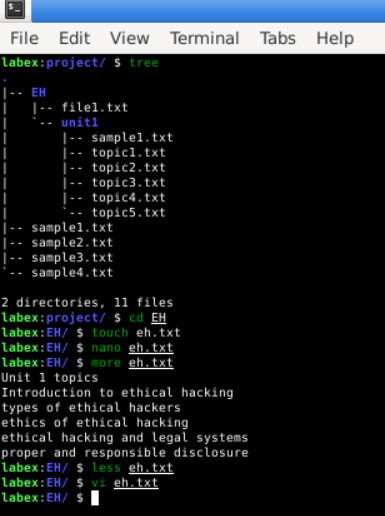 File Edit View Terminal Tabs Help
labex:project/ $ tree
.
|-- EH
|   |-- file1.txt
|   `-- unit1
|       |-- sample1.txt
|       |-- topic1.txt
|       |-- topic2.txt
|       |-- topic3.txt
|       |-- topic4.txt
|       `-- topic5.txt
|-- sample1.txt
|-- sample2.txt
|-- sample3.txt
`-- sample4.txt

2 directories, 11 files
labex:project/ $ cd EH
labex:EH/ $ touch eh.txt
labex:EH/ $ nano eh.txt
labex:EH/ $ more eh.txt
Unit 1 topics
Introduction to ethical hacking
types of ethical hackers
ethics of ethical hacking
ethical hacking and legal systems
proper and responsible disclosure
labex:EH/ $ less eh.txt
labex:EH/ $ vi eh.txt
labex:EH/ $